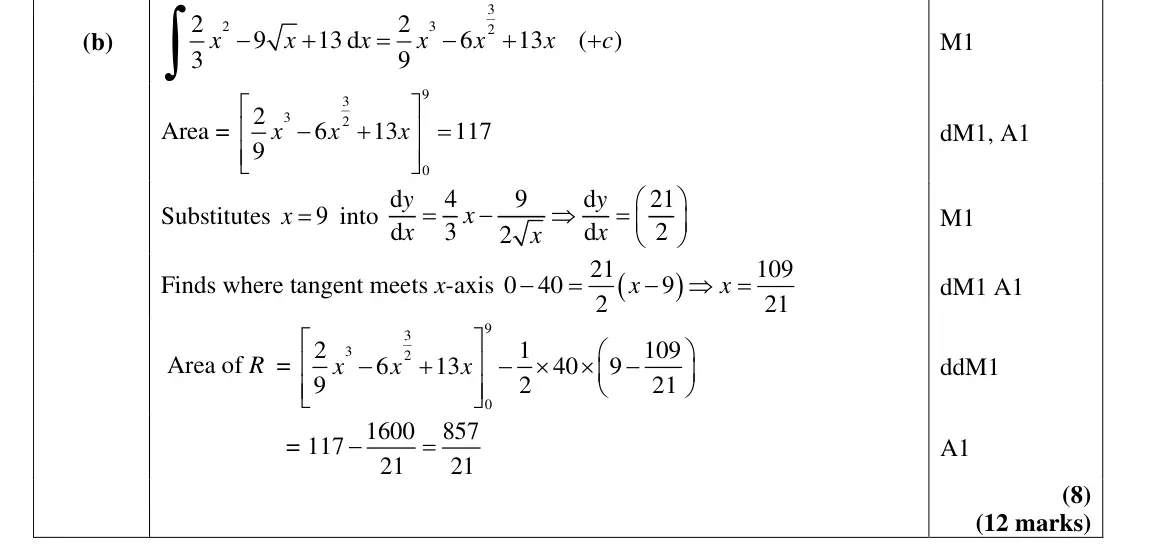 (b) ∫ 2/3 x² − 9√x + 13 dx = 2/9 x³ − 6x^(3/2) + 13x (+c) M1
Area = [2/9 x³ − 6x^(3/2) + 13x]₀⁹ = 117 dM1, A1
Substitutes x = 9 into dy/dx = 4/3 x − 9/(2√x) ⇒ dy/dx = (21/2) M1
Finds where tangent meets x-axis 0 − 40 = 21/2 (x − 9) ⇒ x = 109/21 dM1 A1
Area of R = [2/9 x³ − 6x^(3/2) + 13x]₀⁹ − 1/2 × 40 × (9 − 109/21) ddM1
= 117 − 1600/21 = 857/21 A1
(8)
(12 marks)